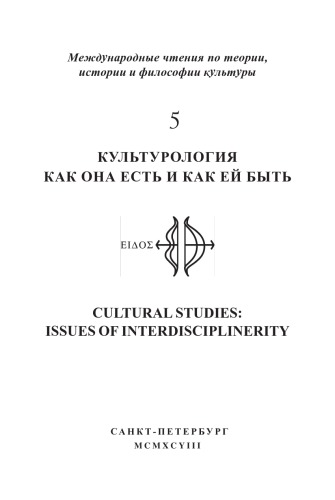 Международные чтения по теории,
истории и философии культуры
5
КУЛЬТУРОЛОГИЯ
КАК ОНА ЕСТЬ И КАК ЕЙ БЫТЬ
ΕΙΔΟΣ
CULTURAL STUDIES:
ISSUES OF INTERDISCIPLINERITY
САНКТ-ПЕТЕРБУРГ
MCMXCVIII